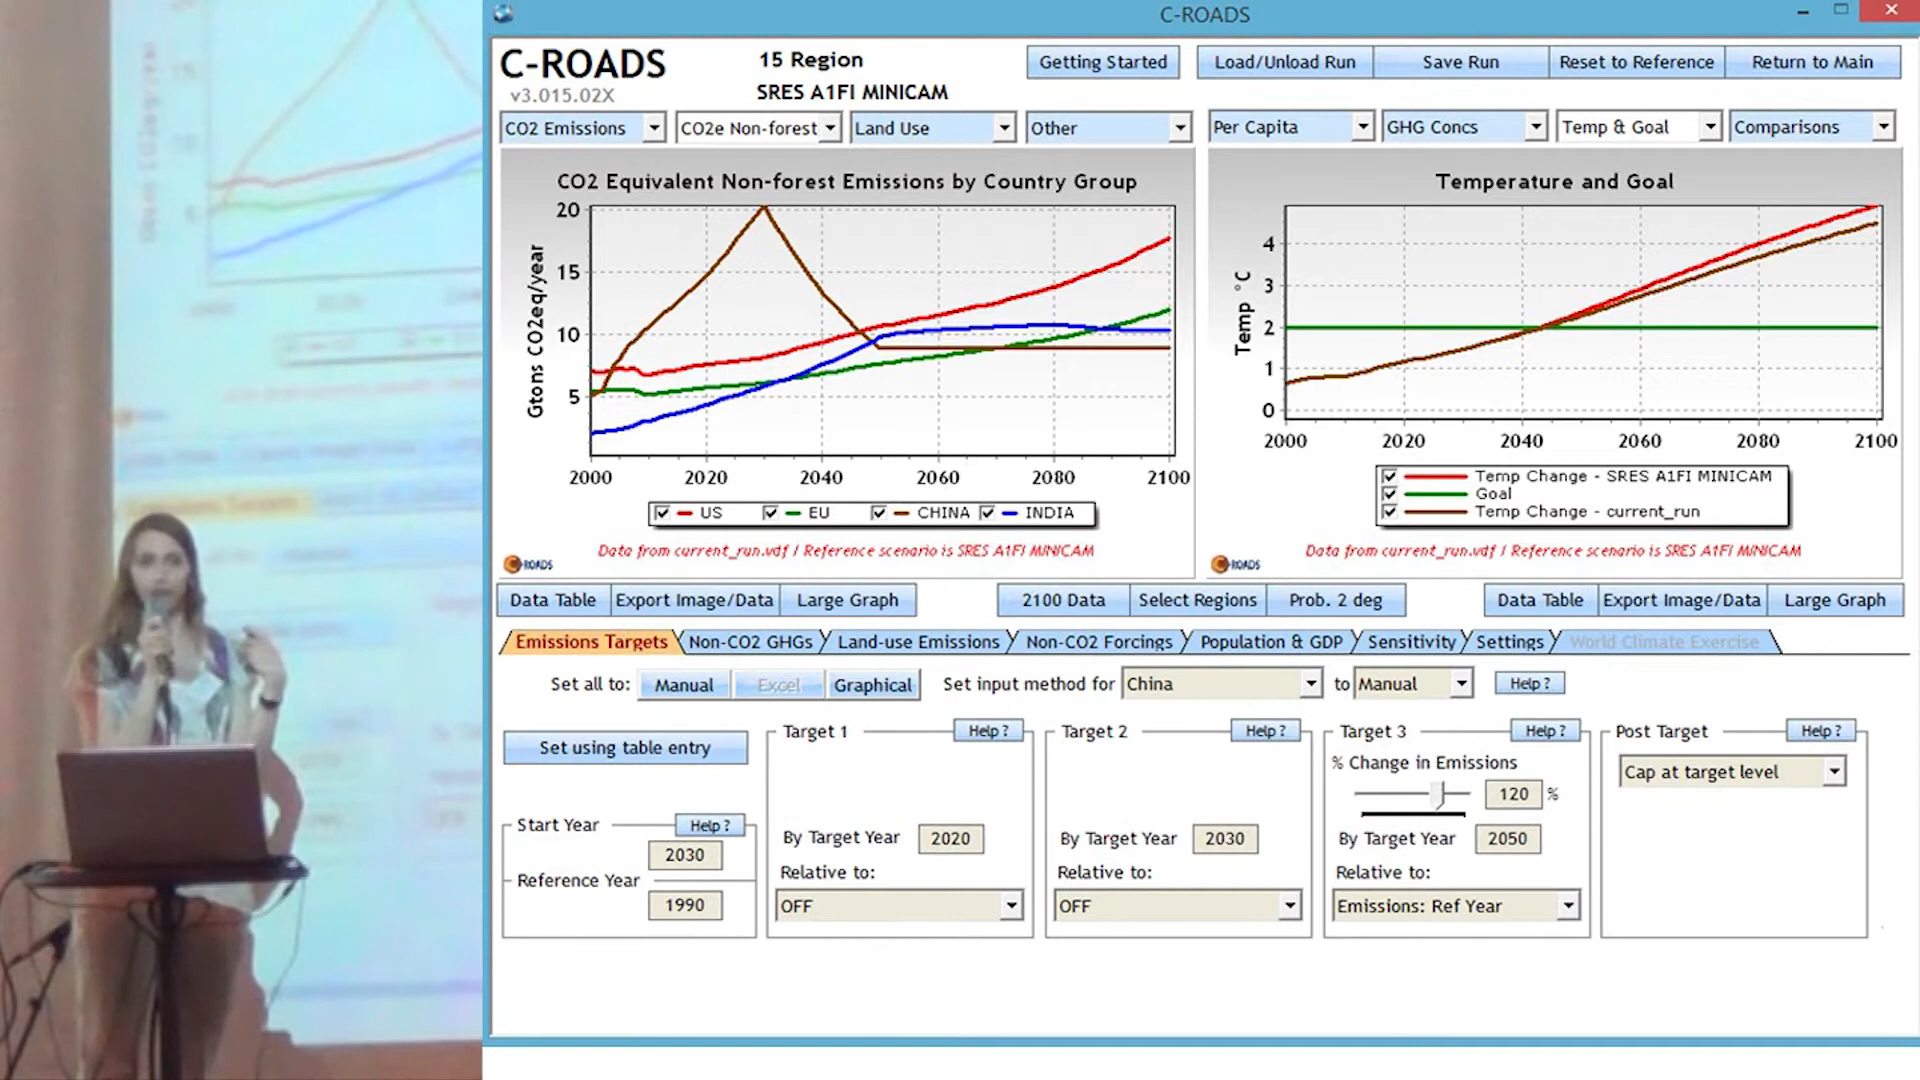 C-ROADS
C-ROADS
v3.015.02X
15 Region
SRES A1FI MINICAM
Getting Started
Load/Unload Run
Save Run
Reset to Reference
Return to Main
CO2 Emissions
CO2e Non-forest
Land Use
Other
Per Capita
GHG Concs
Temp & Goal
Comparisons
CO2 Equivalent Non-forest Emissions by Country Group
Gtons CO2eq/year
20
15
10
5
2000 2020 2040 2060 2080 2100
US EU CHINA INDIA
Data from current_run.vdf / Reference scenario is SRES A1FI MINICAM
C-ROADS
Temperature and Goal
Temp °C
4
3
2
1
0
2000 2020 2040 2060 2080 2100
Temp Change - SRES A1FI MINICAM
Goal
Temp Change - current_run
Data from current_run.vdf / Reference scenario is SRES A1FI MINICAM
C-ROADS
Data Table
Export Image/Data
Large Graph
2100 Data
Select Regions
Prob. 2 deg
Data Table
Export Image/Data
Large Graph
Emissions Targets
Non-CO2 GHGs
Land-use Emissions
Non-CO2 Forcings
Population & GDP
Sensitivity
Settings
World Climate Exercise
Set all to:
Manual
Excel
Graphical
Set input method for
China
to
Manual
Help ?
Set using table entry
Start Year
Help ?
2030
Reference Year
1990
Target 1
Help ?
By Target Year 2020
Relative to:
OFF
Target 2
Help ?
By Target Year 2030
Relative to:
OFF
Target 3
Help ?
% Change in Emissions
120 %
By Target Year 2050
Relative to:
Emissions: Ref Year
Post Target
Help ?
Cap at target level